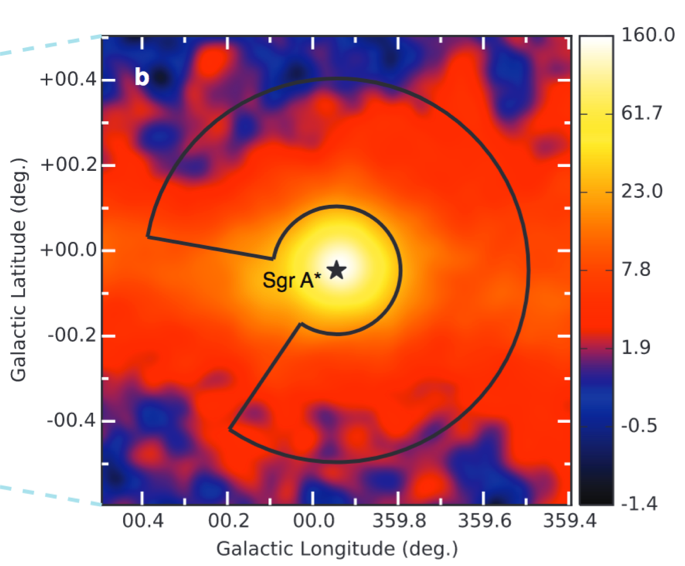 b
+00.4
+00.2
+00.0
-00.2
-00.4
Galactic Latitude (deg.)
Sgr A*
00.4 00.2 00.0 359.8 359.6 359.4
Galactic Longitude (deg.)
160.0
61.7
23.0
7.8
1.9
-0.5
-1.4